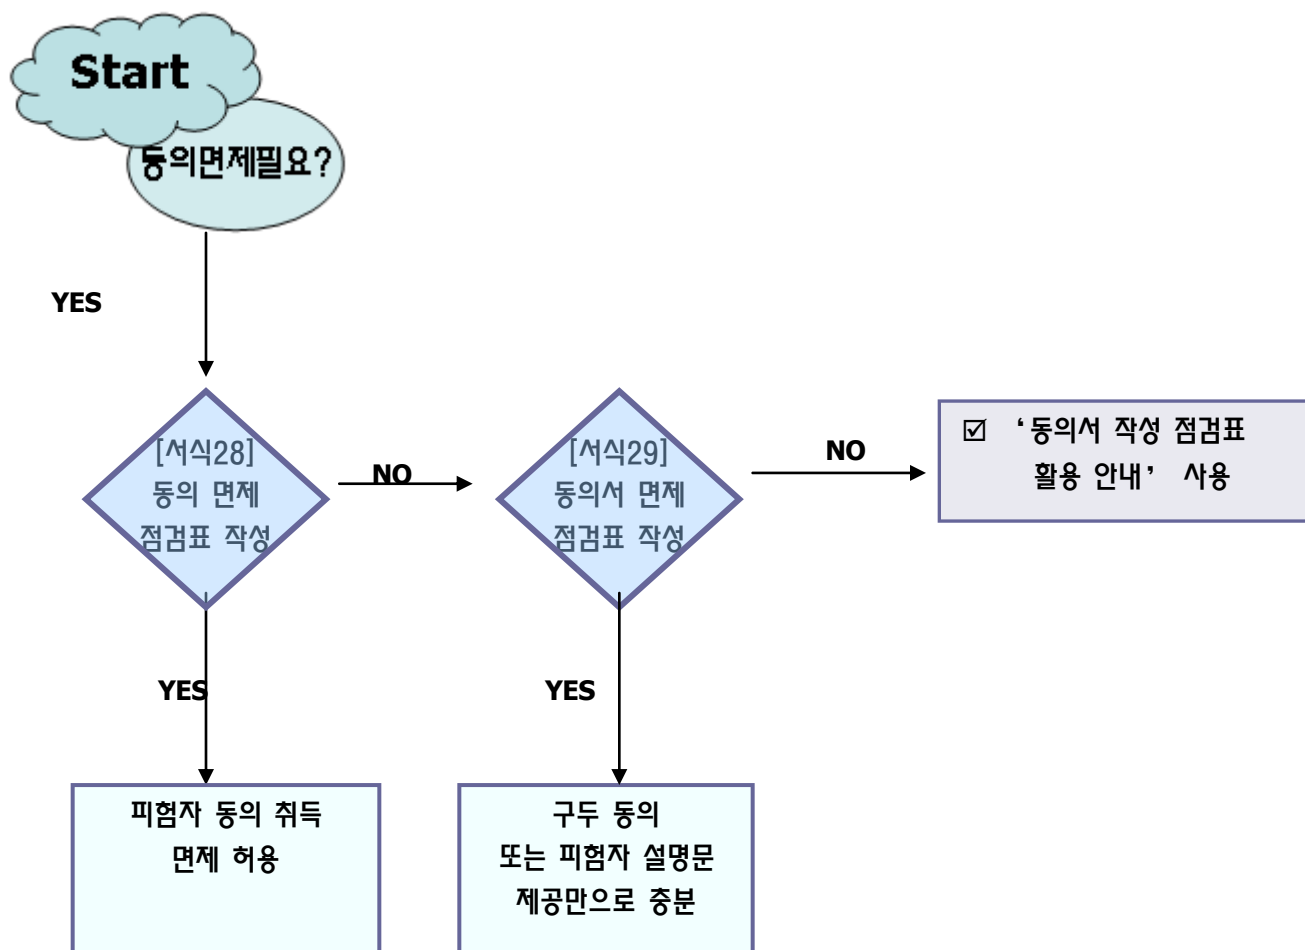 Start
동의면제필요?
YES
[서식28]
동의 면제
점검표 작성
NO
[서식29]
동의서 면제
점검표 작성
NO
☑ ‘동의서 작성 점검표
활용 안내’ 사용
YES
YES
피험자 동의 취득
면제 허용
구두 동의
또는 피험자 설명문
제공만으로 충분